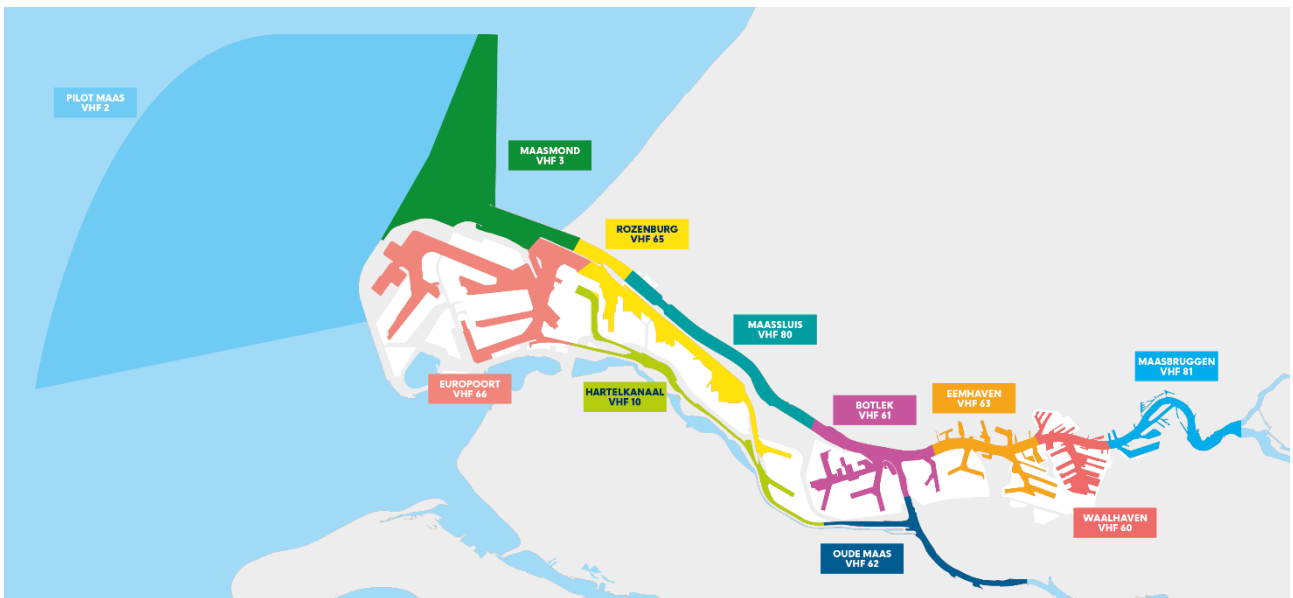 PILOT MAAS
VHF 2
MAASMOND
VHF 3
ROZENBURG
VHF 65
MAASSLUIS
VHF 80
MAASBRUGGEN
VHF 81
EUROPOORT
VHF 66
HARTELKANAAL
VHF 10
BOTLEK
VHF 61
EEMHAVEN
VHF 63
WAALHAVEN
VHF 60
OUDE MAAS
VHF 62